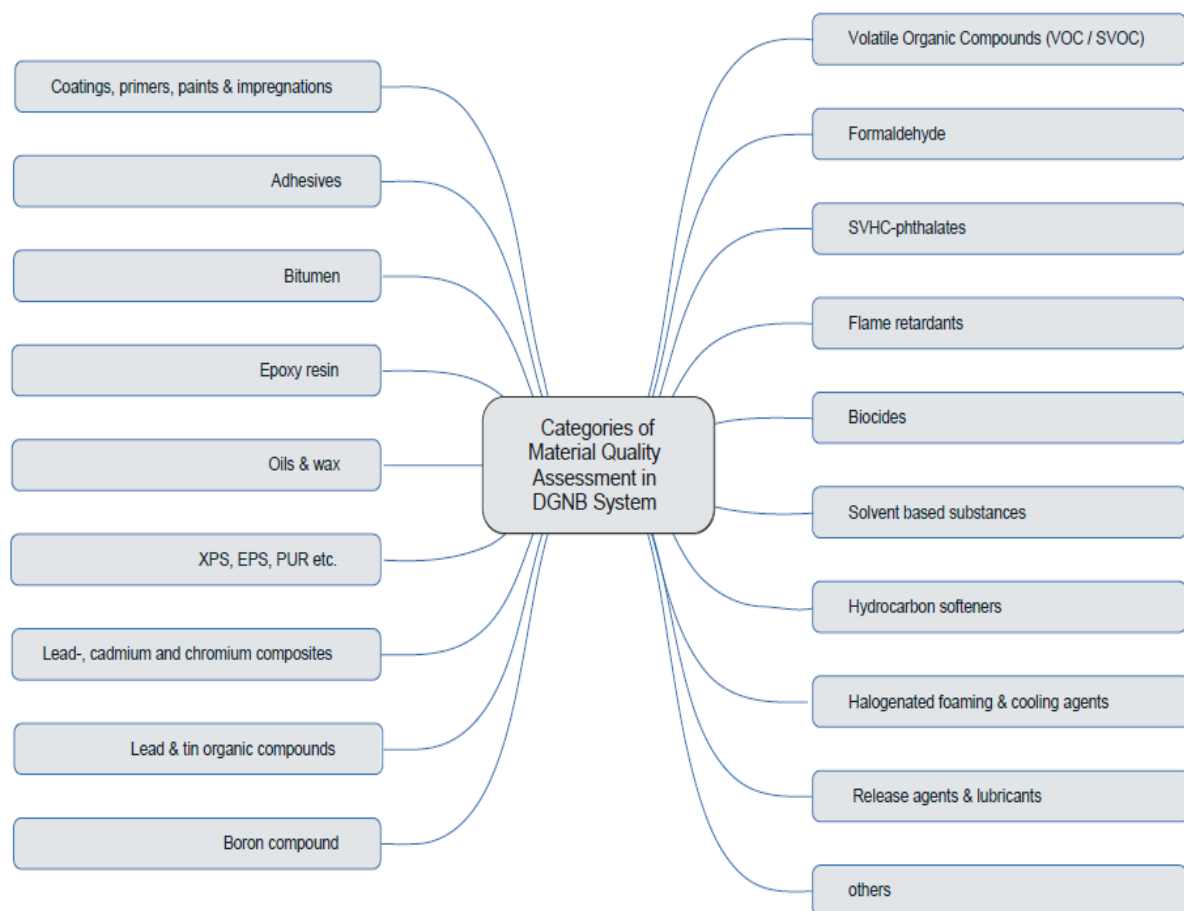 Coatings, primers, paints & impregnations
Adhesives
Bitumen
Epoxy resin
Oils & wax
XPS, EPS, PUR etc.
Lead-, cadmium and chromium composites
Lead & tin organic compounds
Boron compound
Categories of
Material Quality
Assessment in
DGNB System
Volatile Organic Compounds (VOC / SVOC)
Formaldehyde
SVHC-phthalates
Flame retardants
Biocides
Solvent based substances
Hydrocarbon softeners
Halogenated foaming & cooling agents
Release agents & lubricants
others